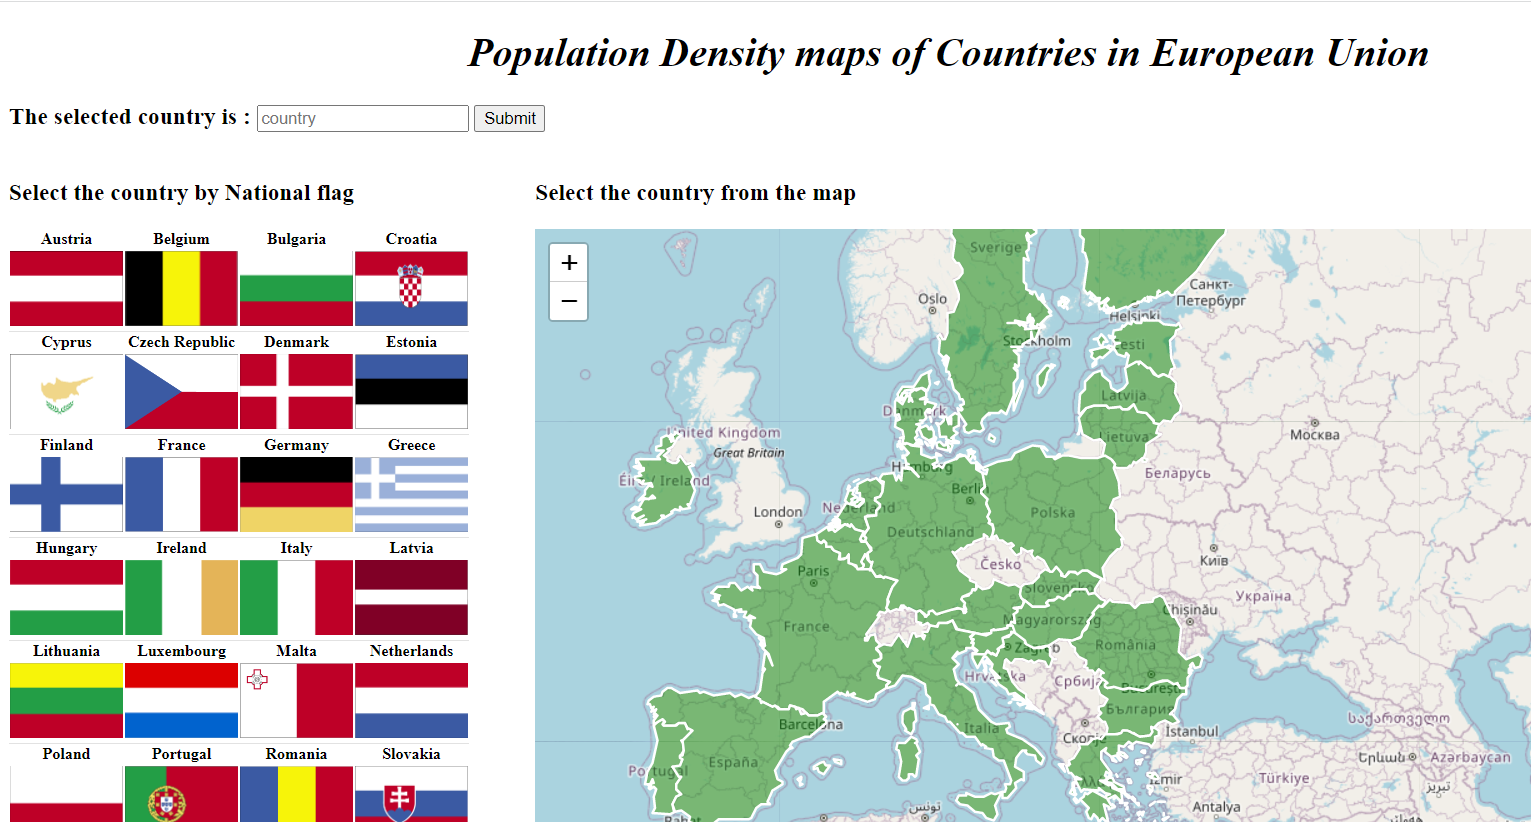 Population Density maps of Countries in European Union
The selected country is : country Submit
Select the country by National flag
Select the country from the map
Austria Belgium Bulgaria Croatia
Cyprus Czech Republic Denmark Estonia
Finland France Germany Greece
Hungary Ireland Italy Latvia
Lithuania Luxembourg Malta Netherlands
Poland Portugal Romania Slovakia
+
−
Sverige
Oslo
Санкт-
Петербург
Helsinki
Stockholm
Eesti
Latvija
Danmark
Lietuva
Москва
United Kingdom
Great Britain
Hamburg
Беларусь
Éire / Ireland
Berlin
London
Nederland
Polska
Deutschland
Česko
Київ
Paris
Slovensko
Україна
Chișinău
France
Magyarország
România
Zagreb
Hrvatska
Србија
București
България
Barcelona
Italia
Скопје
Istanbul
საქართველო
Երևան
Azərbaycan
España
Portugal
İzmir
Türkiye
تبريز
Antalya
تونس
Rabat